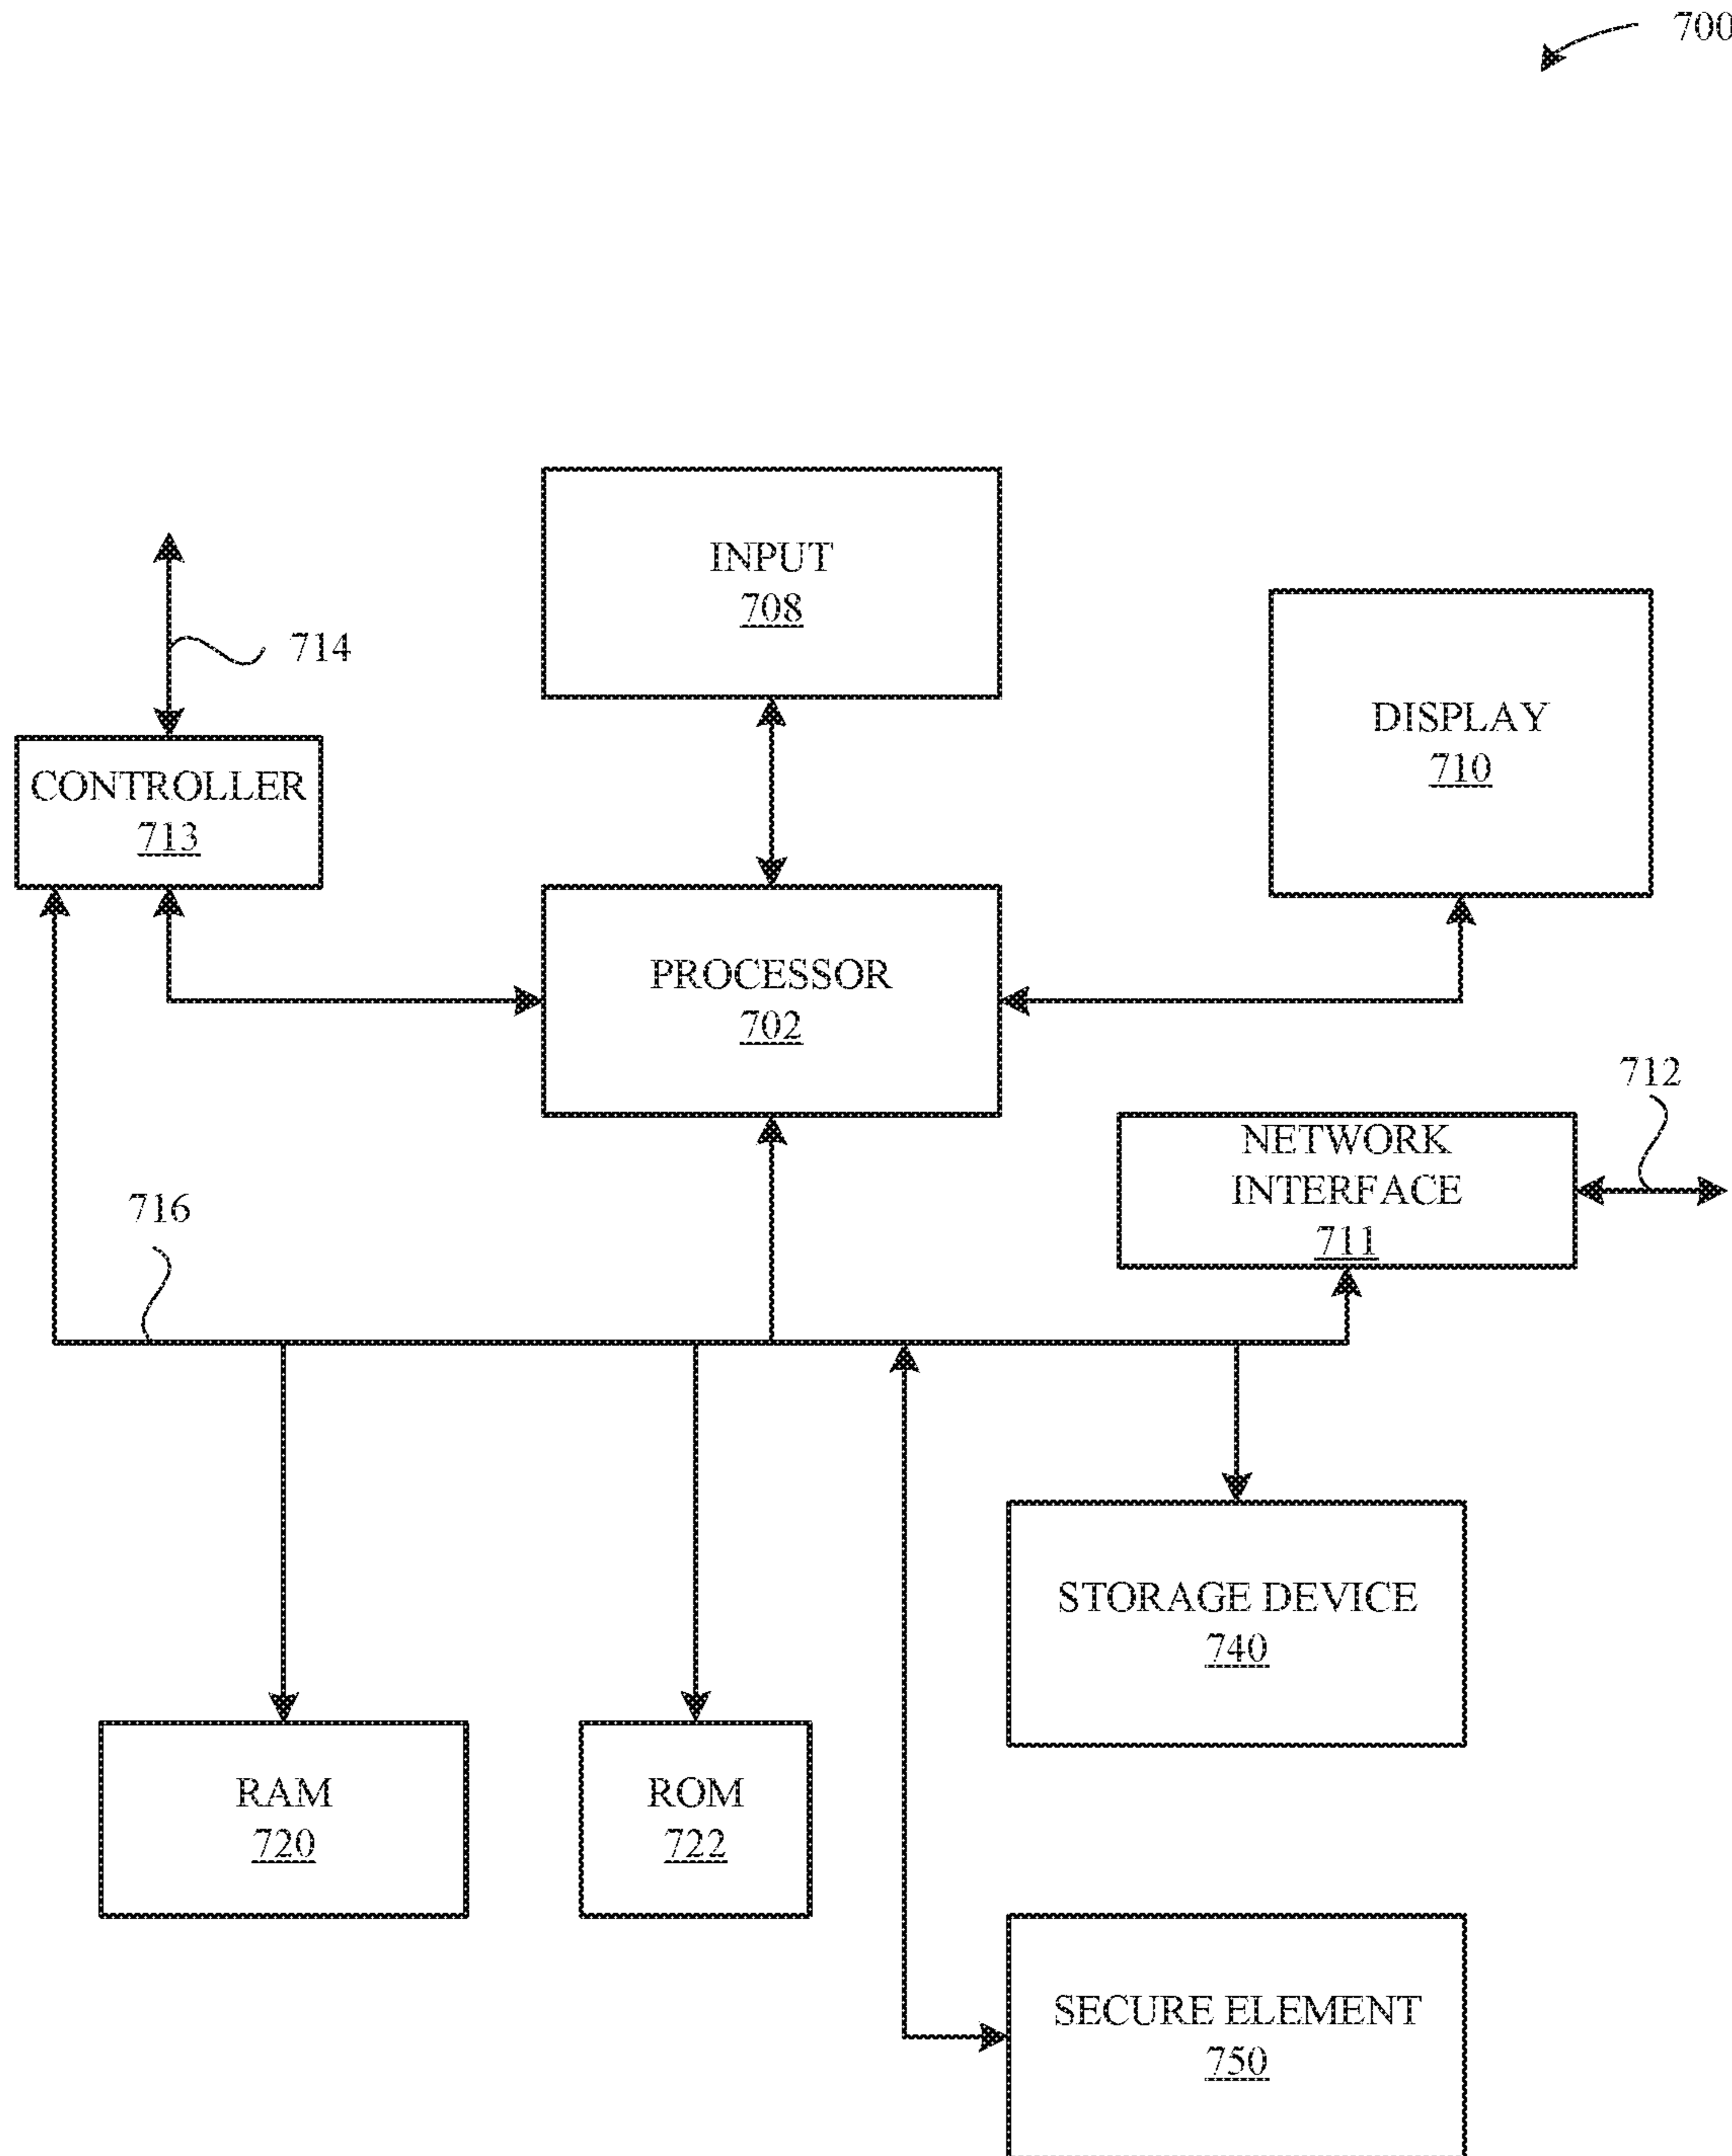 700
INPUT
708
714
DISPLAY
710
CONTROLLER
713
PROCESSOR
702
712
NETWORK
INTERFACE
711
716
STORAGE DEVICE
740
RAM
720
ROM
722
SECURE ELEMENT
750